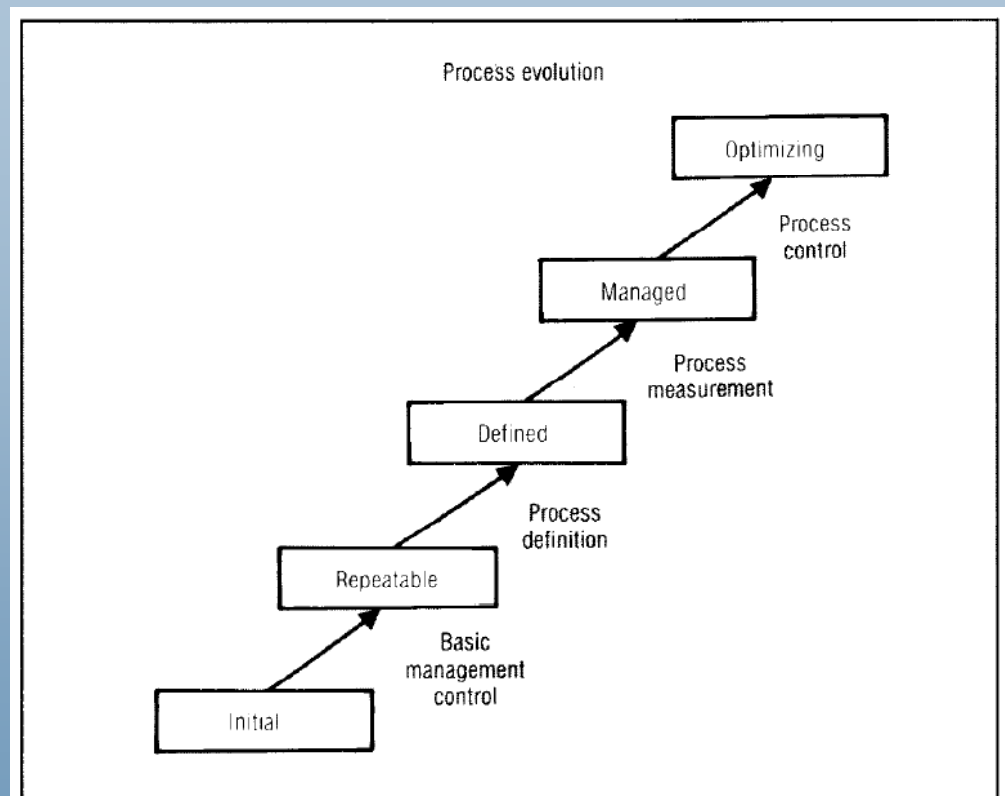 Process evolution
Optimizing
Process
control
Managed
Process
measurement
Defined
Process
definition
Repeatable
Basic
management
control
Initial